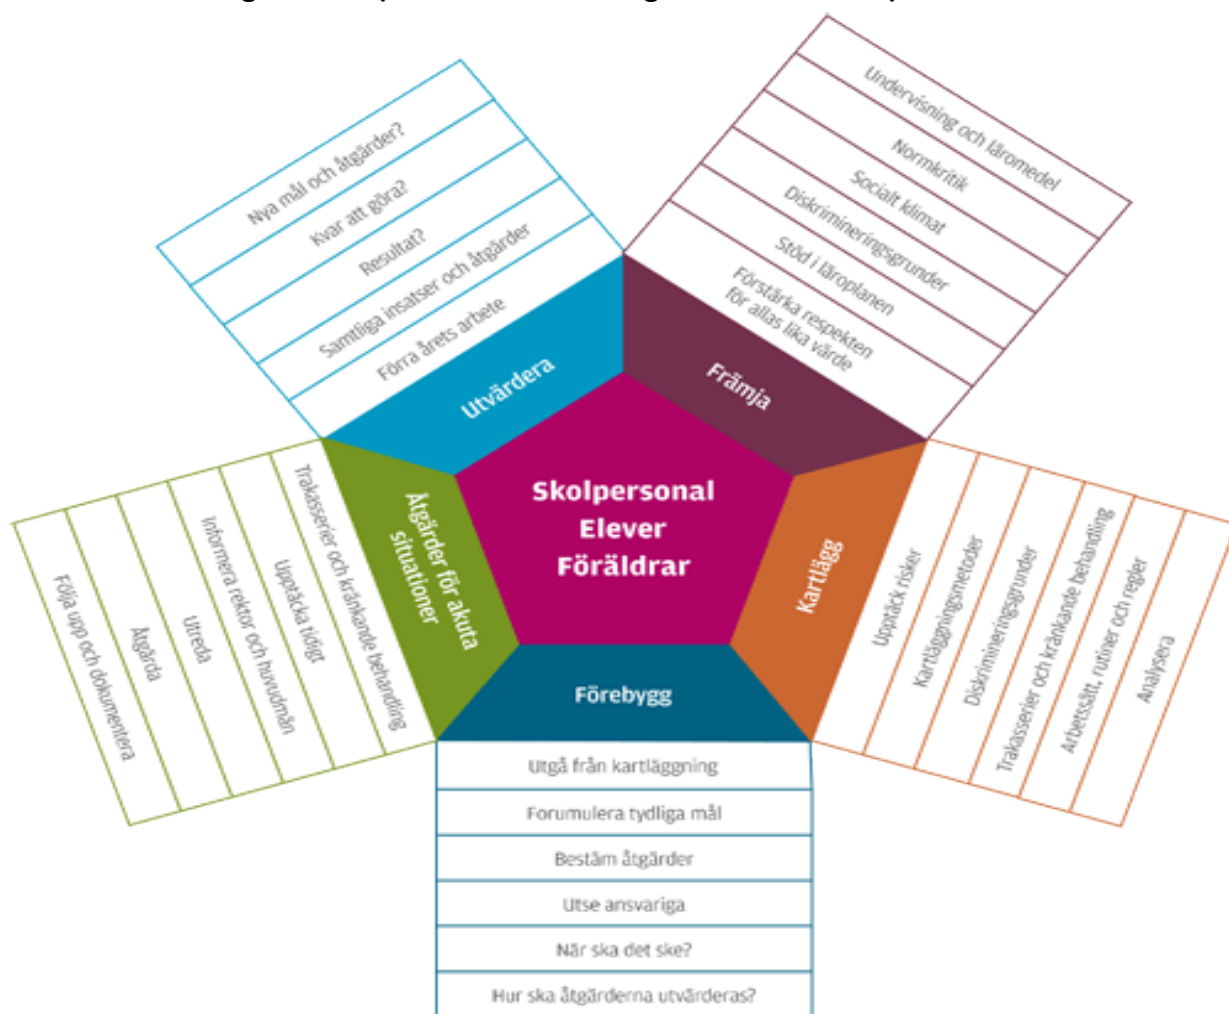 Skolpersonal
Elever
Föräldrar
Främja
Förstärka respekten
för allas lika värde
Stöd i läroplanen
Diskrimineringsgrunder
Socialt klimat
Normkritik
Undervisning och läromedel
Kartlägg
Upptäck risker
Kartläggningsmetoder
Diskrimineringsgrunder
Trakasserier och kränkande behandling
Arbetssätt, rutiner och regler
Analysera
Förebygg
Utgå från kartläggning
Forumulera tydliga mål
Bestäm åtgärder
Utse ansvariga
När ska det ske?
Hur ska åtgärderna utvärderas?
Åtgärder för akuta
situationer
Trakasserier och kränkande behandling
Upptäcka tidigt
Informera rektor och huvudmän
Utreda
Åtgärda
Följa upp och dokumentera
Utvärdera
Förra årets arbete
Samtliga insatser och åtgärder
Resultat?
Kvar att göra?
Nya mål och åtgärder?